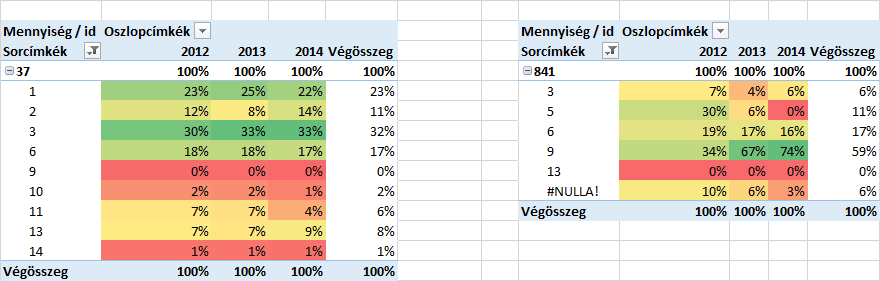 Mennyiség / id Oszlopcímkék
Sorcímkék 2012 2013 2014 Végösszeg
37 100% 100% 100% 100%
1 23% 25% 22% 23%
2 12% 8% 14% 11%
3 30% 33% 33% 32%
6 18% 18% 17% 17%
9 0% 0% 0% 0%
10 2% 2% 1% 2%
11 7% 7% 4% 6%
13 7% 7% 9% 8%
14 1% 1% 1% 1%
Végösszeg 100% 100% 100% 100%
Mennyiség / id Oszlopcímkék
Sorcímkék 2012 2013 2014 Végösszeg
841 100% 100% 100% 100%
3 7% 4% 6% 6%
5 30% 6% 0% 11%
6 19% 17% 16% 17%
9 34% 67% 74% 59%
13 0% 0% 0% 0%
#NULLA! 10% 6% 3% 6%
Végösszeg 100% 100% 100% 100%